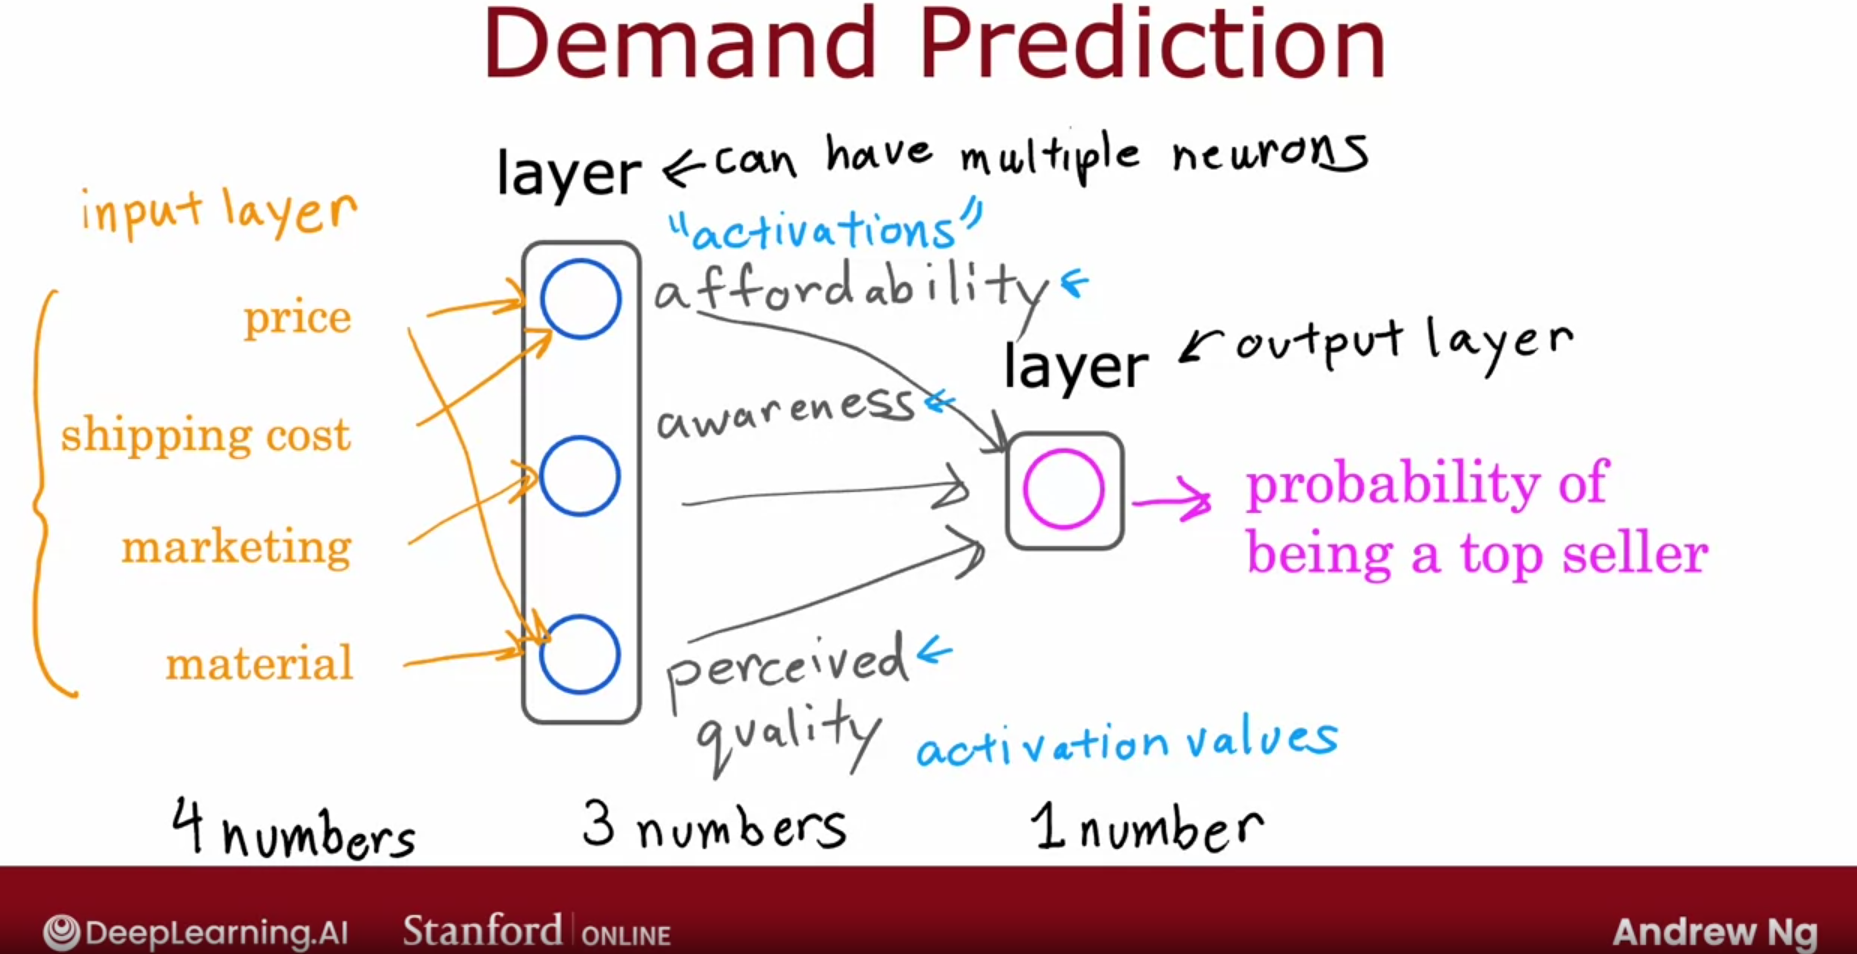 Demand Prediction
layer ← can have multiple neurons
input layer
"activations"
affordability ←
price
layer ← output layer
awareness ←
shipping cost
probability of
being a top seller
marketing
material
perceived ←
quality
activation values
4 numbers
3 numbers
1 number
DeepLearning.AI
Stanford | ONLINE
Andrew Ng